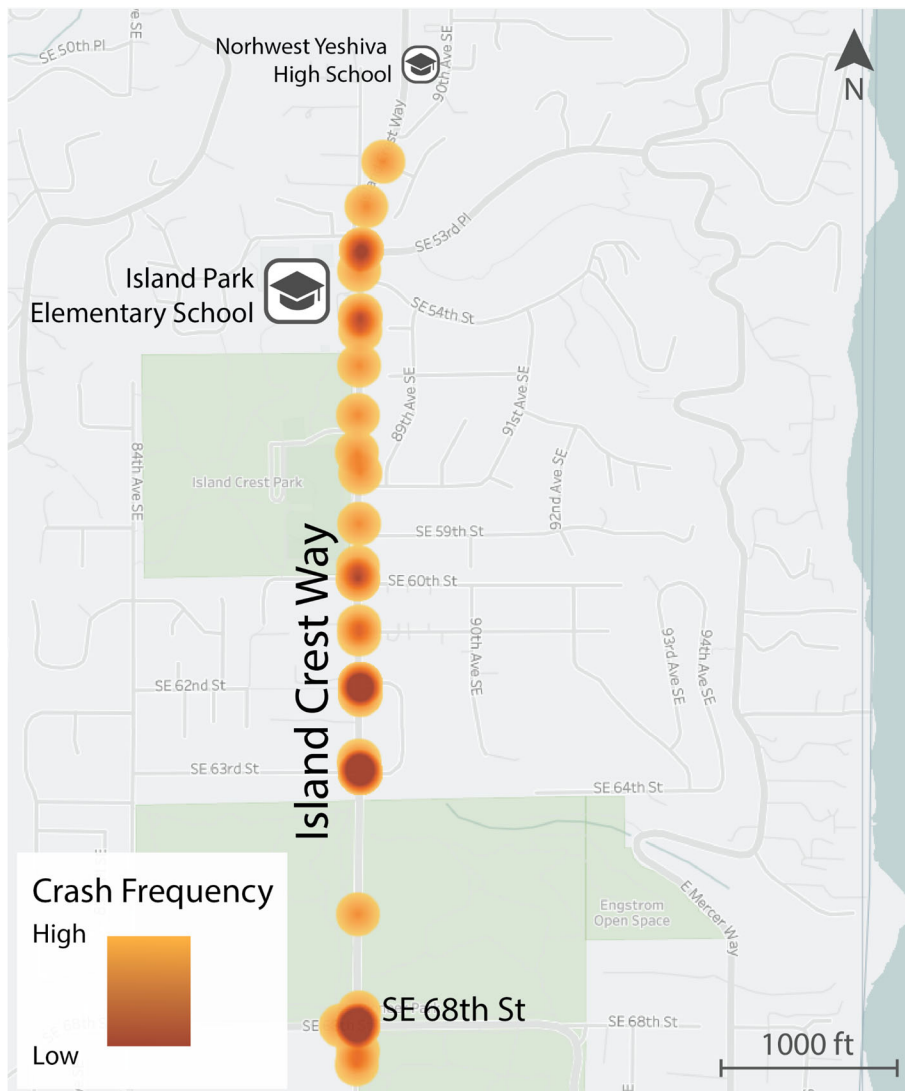 Norhwest Yeshiva
High School
90th Ave SE
N
SE 50th Pl
SE 53rd Pl
Island Park
Elementary School
SE 54th St
89th Ave SE
91st Ave SE
84th Ave SE
Island Crest Park
92nd Ave SE
SE 59th St
Island Crest Way
SE 60th St
90th Ave SE
93rd Ave SE
94th Ave SE
SE 62nd St
SE 63rd St
SE 64th St
Crash Frequency
High
Low
Engstrom
Open Space
E Mercer Way
SE 68th St
SE 68th St
1000 ft